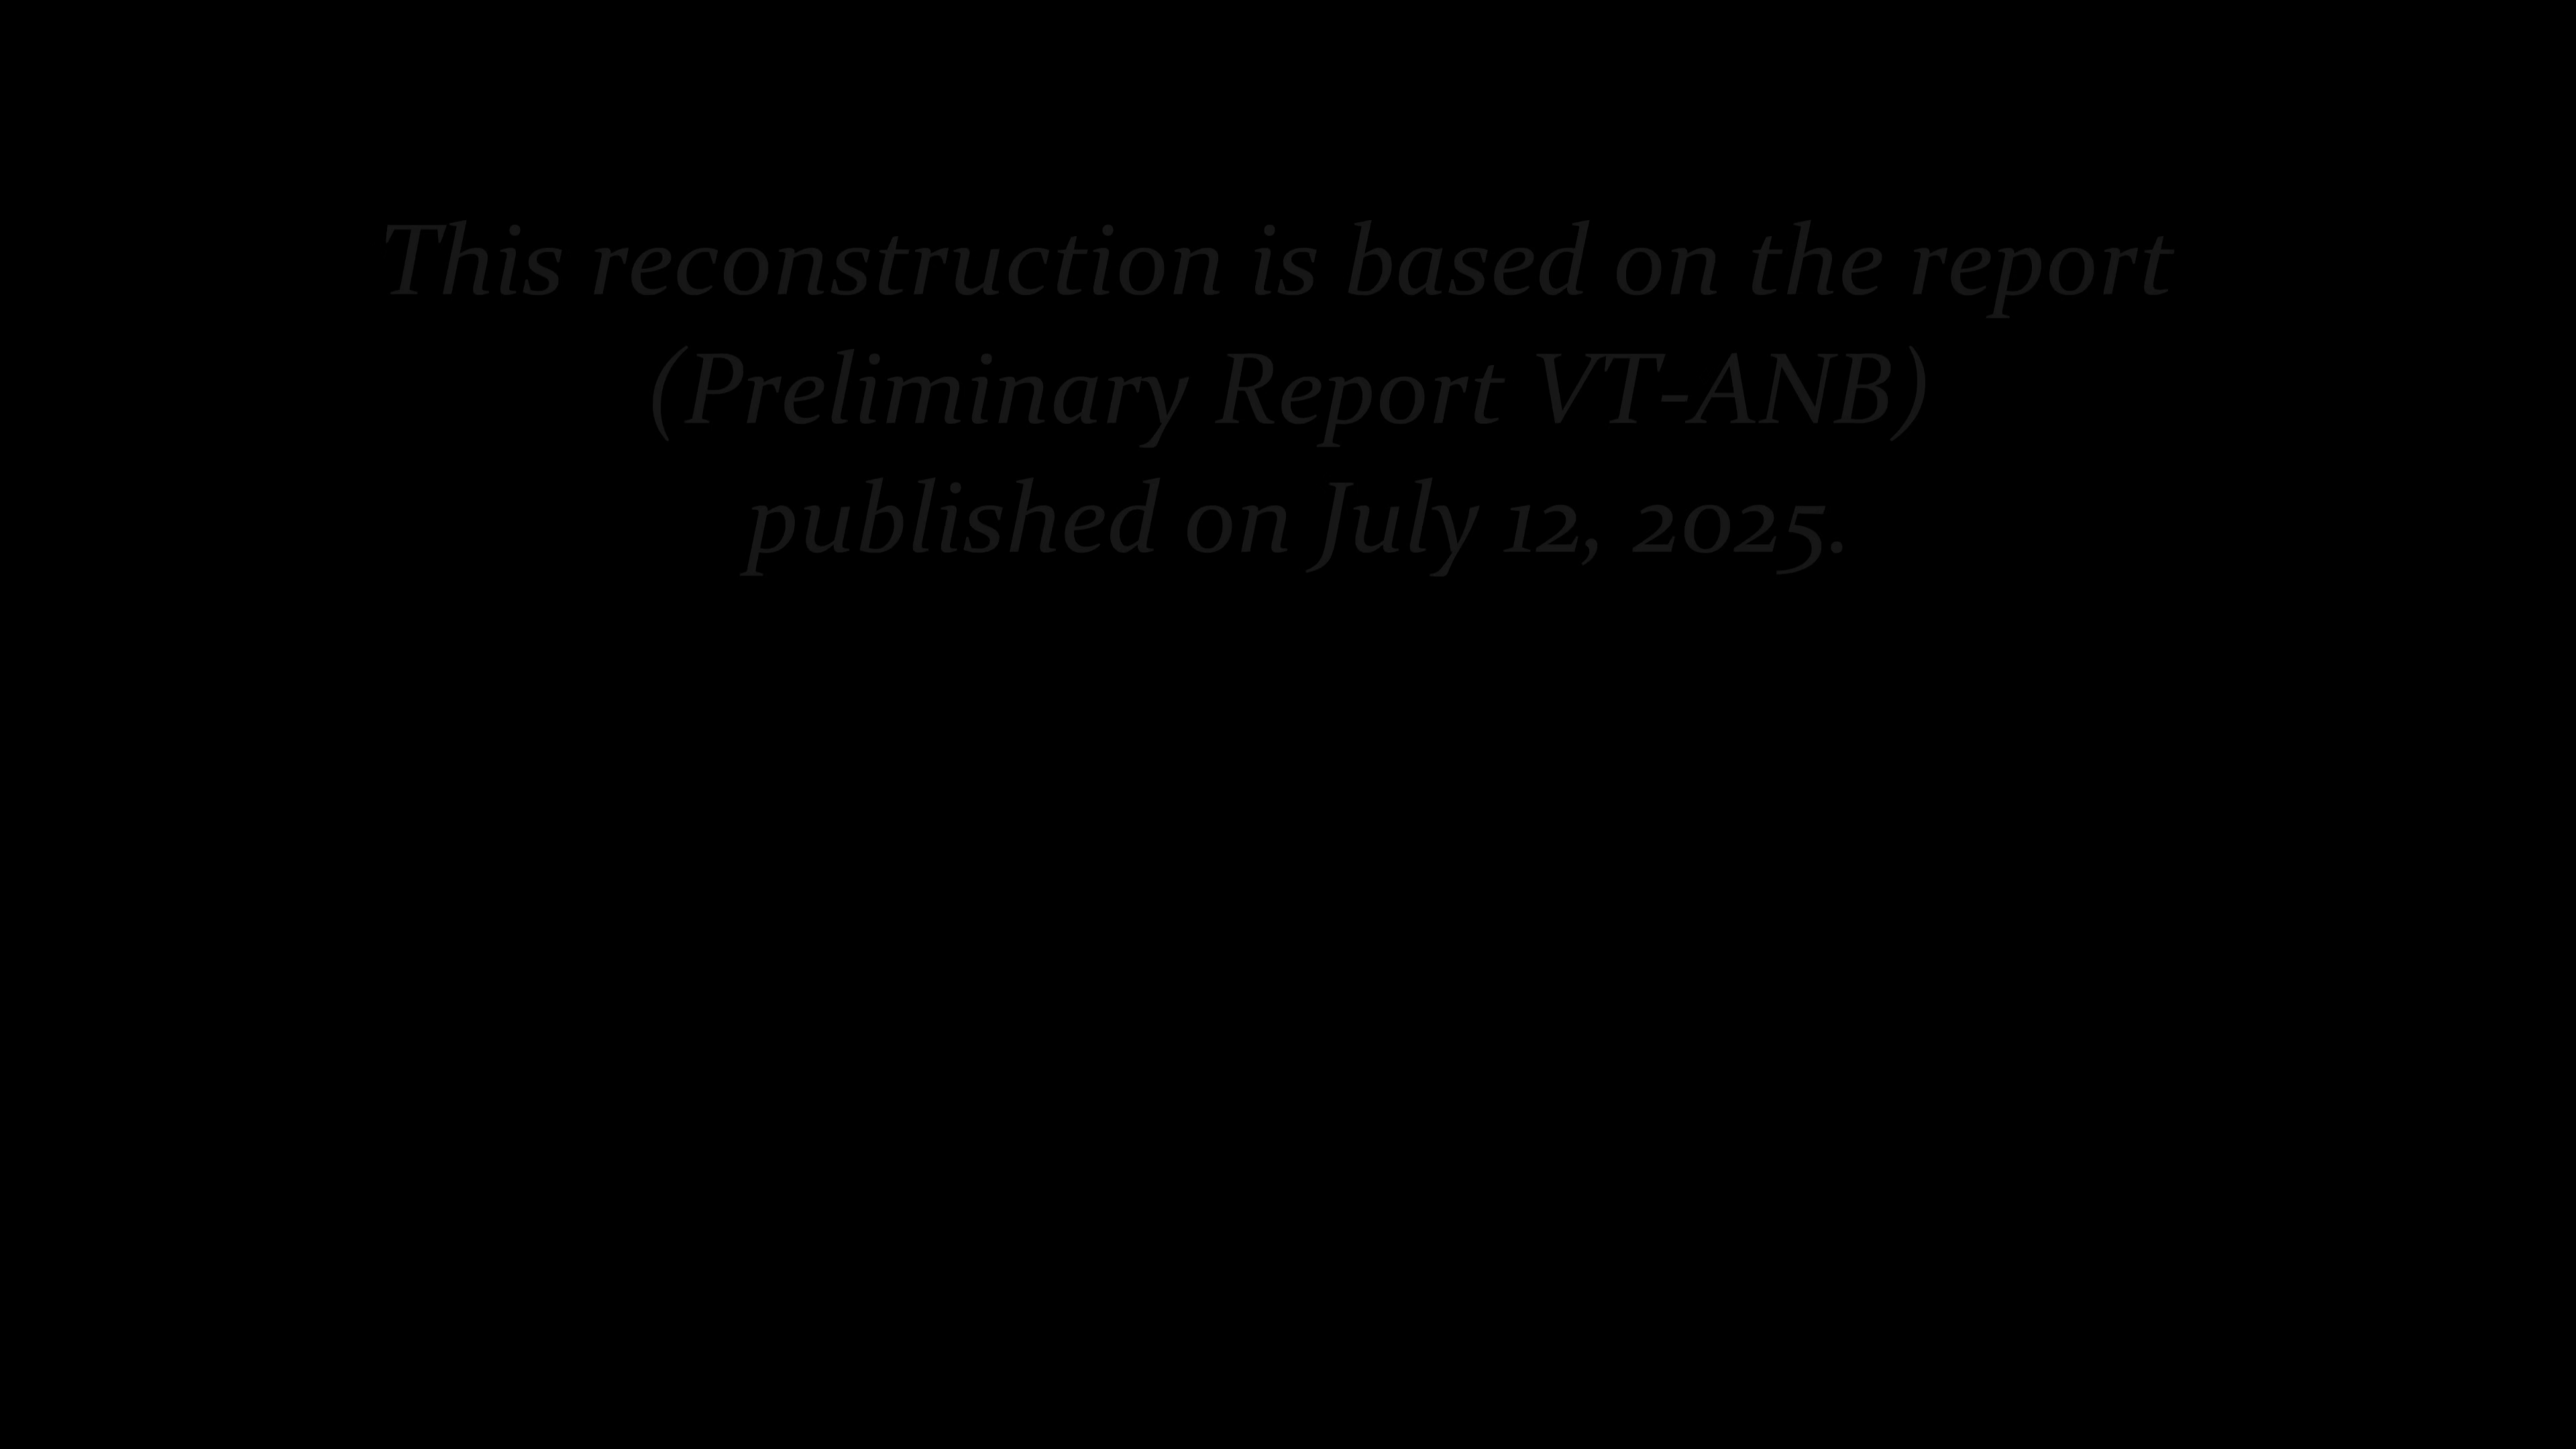 This reconstruction is based on the report
(Preliminary Report VT-ANB)
published on July 12, 2025.